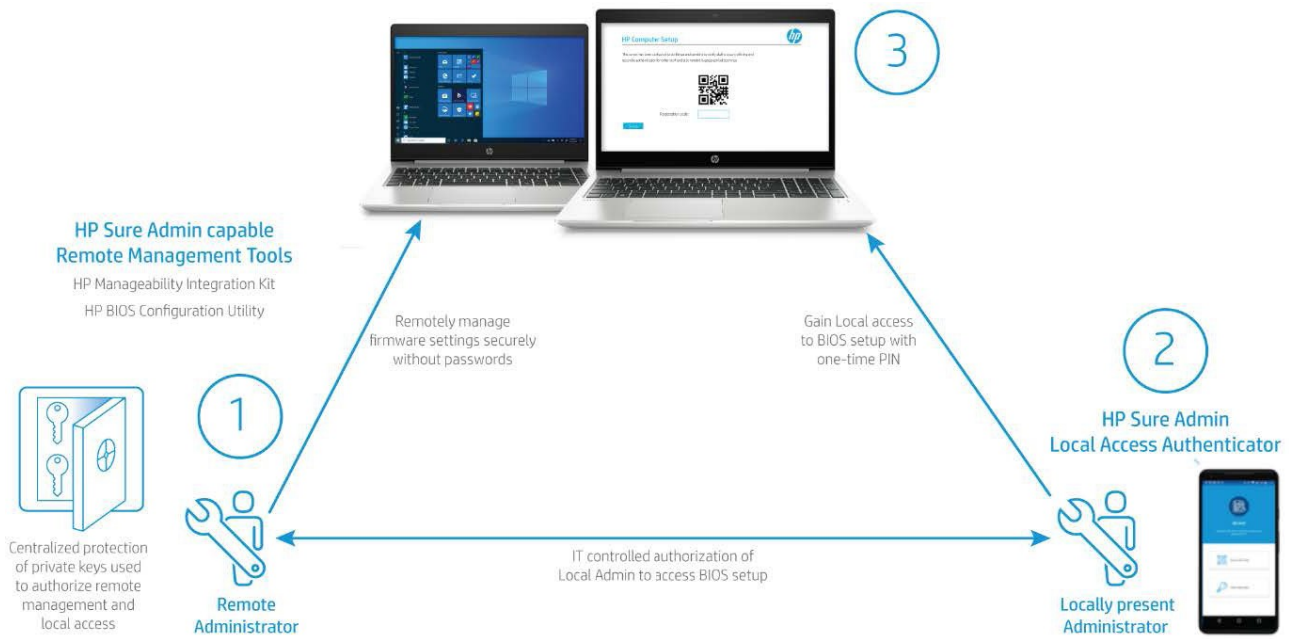 HP Computer Setup
hp
3
HP Sure Admin capable
Remote Management Tools
HP Manageability Integration Kit
HP BIOS Configuration Utility
Remotely manage
firmware settings securely
without passwords
Gain Local access
to BIOS setup with
one-time PIN
1
2
HP Sure Admin
Local Access Authenticator
Centralized protection
of private keys used
to authorize remote
management and
local access
IT controlled authorization of
Local Admin to access BIOS setup
Remote
Administrator
Locally present
Administrator